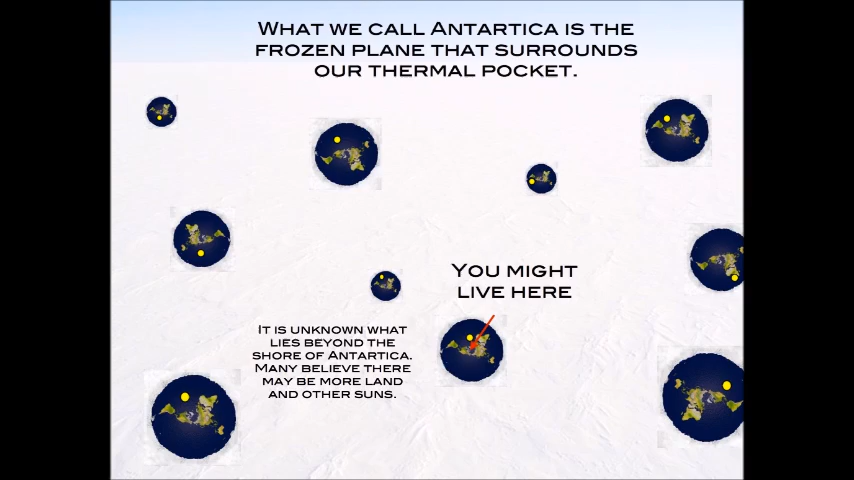 What we call Antartica is the
frozen plane that surrounds
our thermal pocket.
You might
live here
It is unknown what
lies beyond the
shore of Antartica.
Many believe there
may be more land
and other suns.